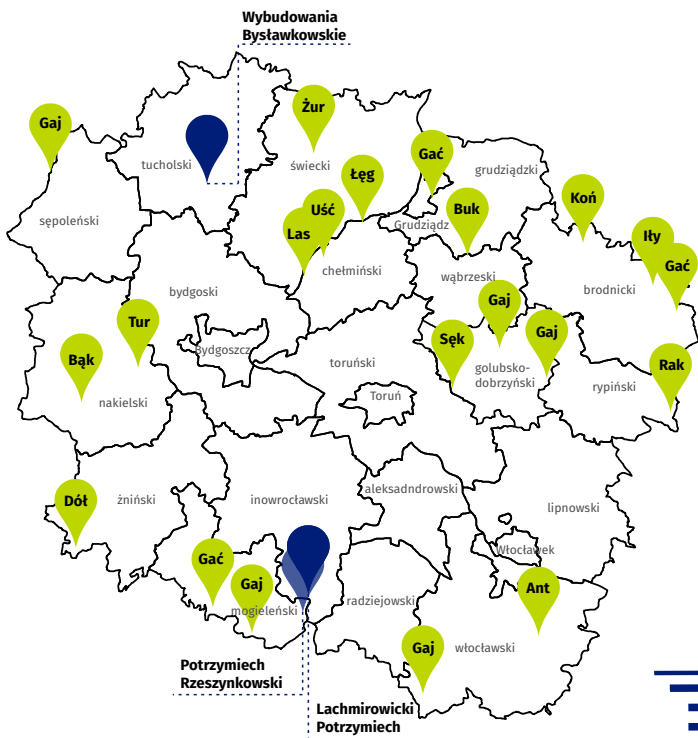 Wybudowania
Bysławkowskie
Żur
Gaj
tucholski
świecki
Gać
grudziądzki
Łęg
Koń
sępoleński
Uść
Buk
Las
Grudziądz
Iły
Gać
chełmiński
wąbrzeski
brodnicki
bydgoski
Gaj
Tur
Gaj
Bąk
Bydgoszcz
Sęk
toruński
golubsko-
dobrzyński
rypiński
Rak
nakielski
Toruń
Dół
żniński
inowrocławski
aleksadndrowski
lipnowski
Włocławek
Gać
Gaj
Ant
mogieleński
radziejowski
Gaj
włocławski
Potrzymiech
Rzeszynkowski
Lachmirowicki
Potrzymiech